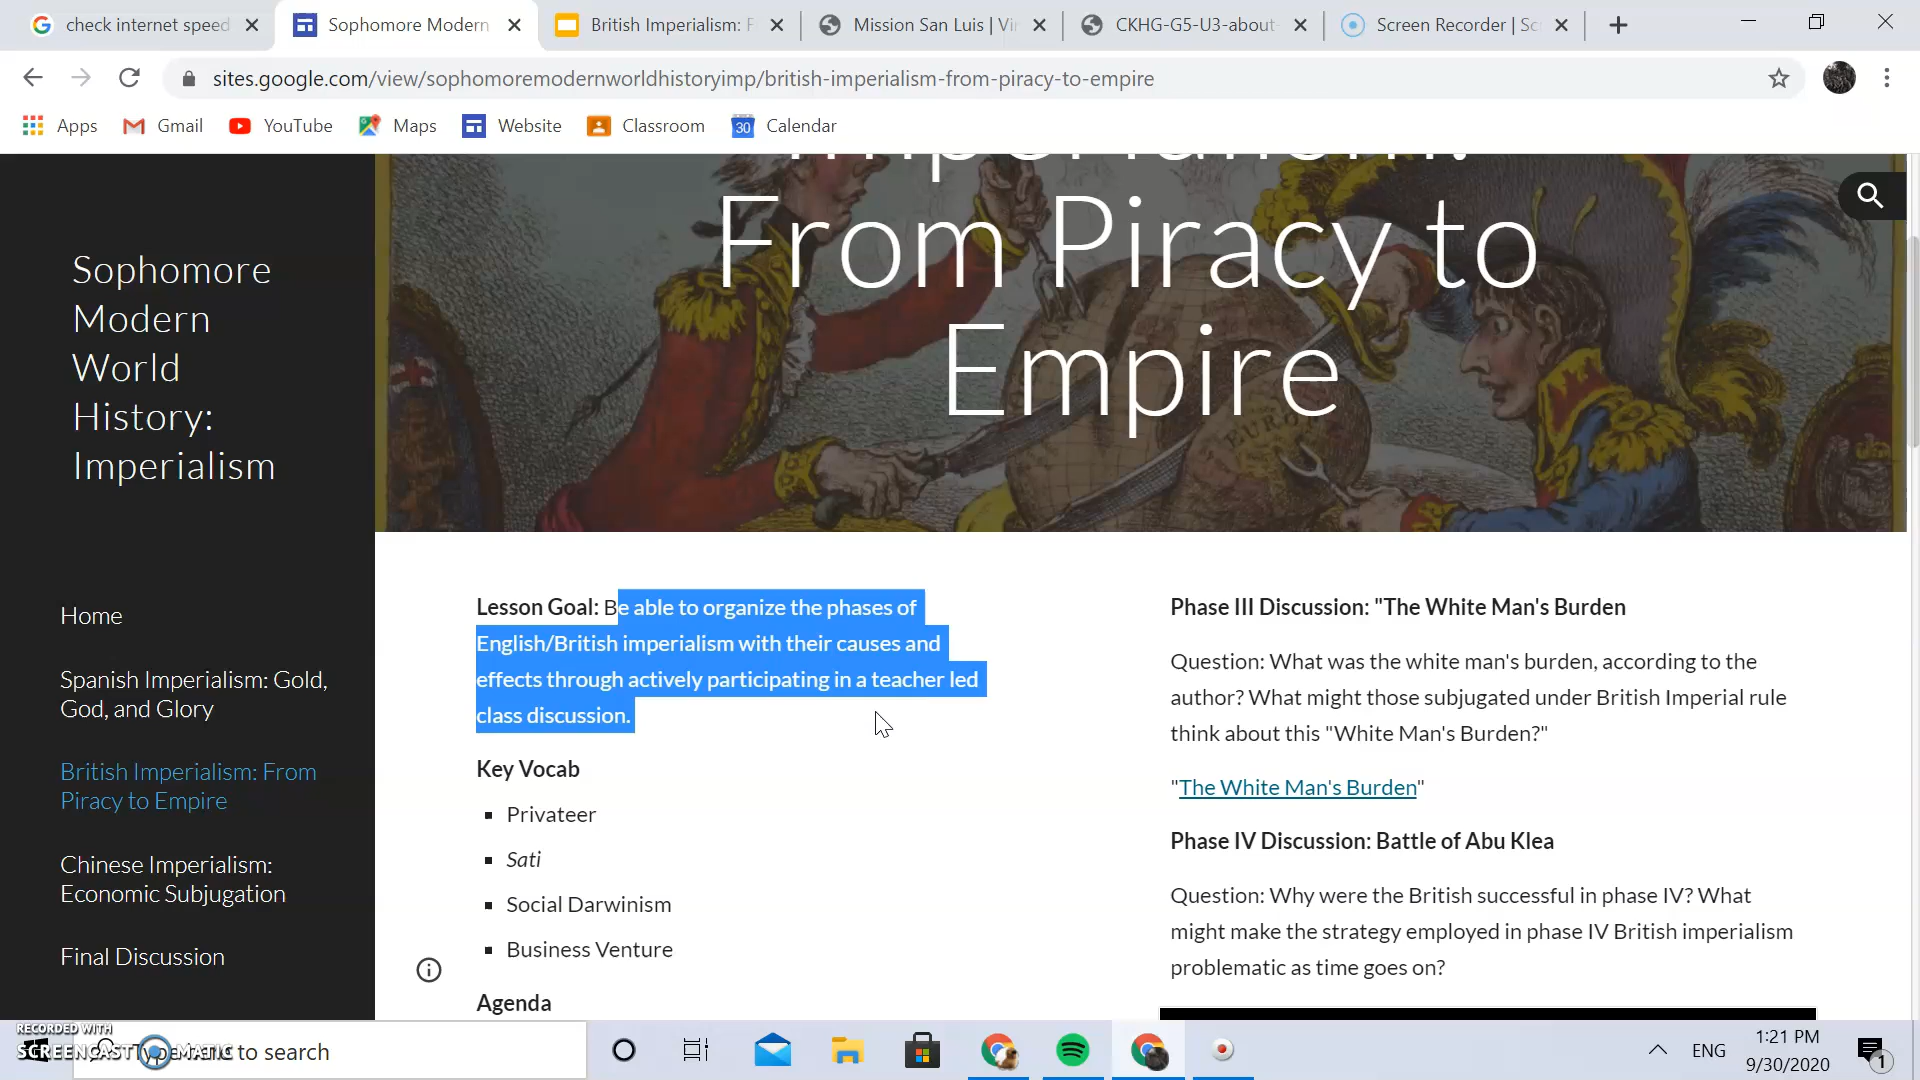 check internet speed
Sophomore Modern
British Imperialism: F
Mission San Luis | Vir
CKHG-G5-U3-about-
Screen Recorder | Sc
sites.google.com/view/sophomoremodernworldhistoryimp/british-imperialism-from-piracy-to-empire
Apps
Gmail
YouTube
Maps
Website
Classroom
30
Calendar
Imperialism:
From Piracy to
Empire
EUROPE
Sophomore
Modern
World
History:
Imperialism
Home
Spanish Imperialism: Gold,
God, and Glory
British Imperialism: From
Piracy to Empire
Chinese Imperialism:
Economic Subjugation
Final Discussion
Lesson Goal: Be able to organize the phases of
English/British imperialism with their causes and
effects through actively participating in a teacher led
class discussion.
Key Vocab
Privateer
Sati
Social Darwinism
Business Venture
Agenda
Phase III Discussion: "The White Man's Burden
Question: What was the white man's burden, according to the
author? What might those subjugated under British Imperial rule
think about this "White Man's Burden?"
"The White Man's Burden"
Phase IV Discussion: Battle of Abu Klea
Question: Why were the British successful in phase IV? What
might make the strategy employed in phase IV British imperialism
problematic as time goes on?
RECORDED WITH
SCREENCAST MATIC
Type here to search
ENG
1:21 PM
9/30/2020
1